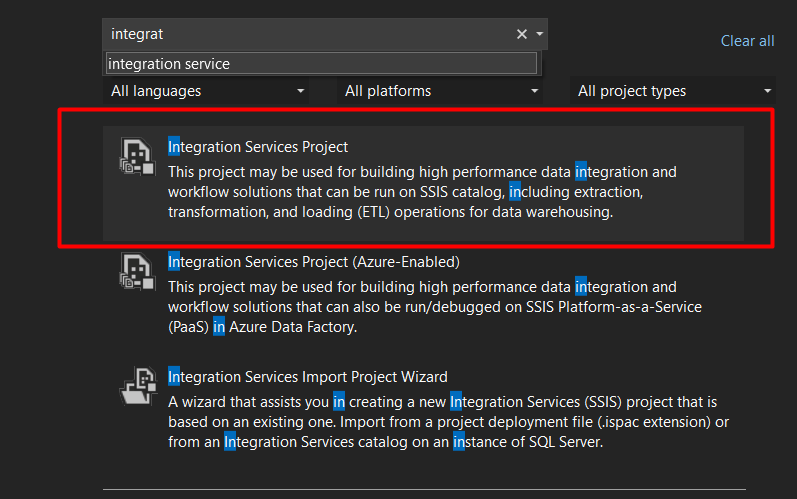 integrat
Clear all
integration service
All languages
All platforms
All project types
Integration Services Project
This project may be used for building high performance data integration and
workflow solutions that can be run on SSIS catalog, including extraction,
transformation, and loading (ETL) operations for data warehousing.
Integration Services Project (Azure-Enabled)
This project may be used for building high performance data integration and
workflow solutions that can also be run/debugged on SSIS Platform-as-a-Service
(PaaS) in Azure Data Factory.
Integration Services Import Project Wizard
A wizard that assists you in creating a new Integration Services (SSIS) project that is
based on an existing one. Import from a project deployment file (.ispac extension) or
from an Integration Services catalog on an instance of SQL Server.